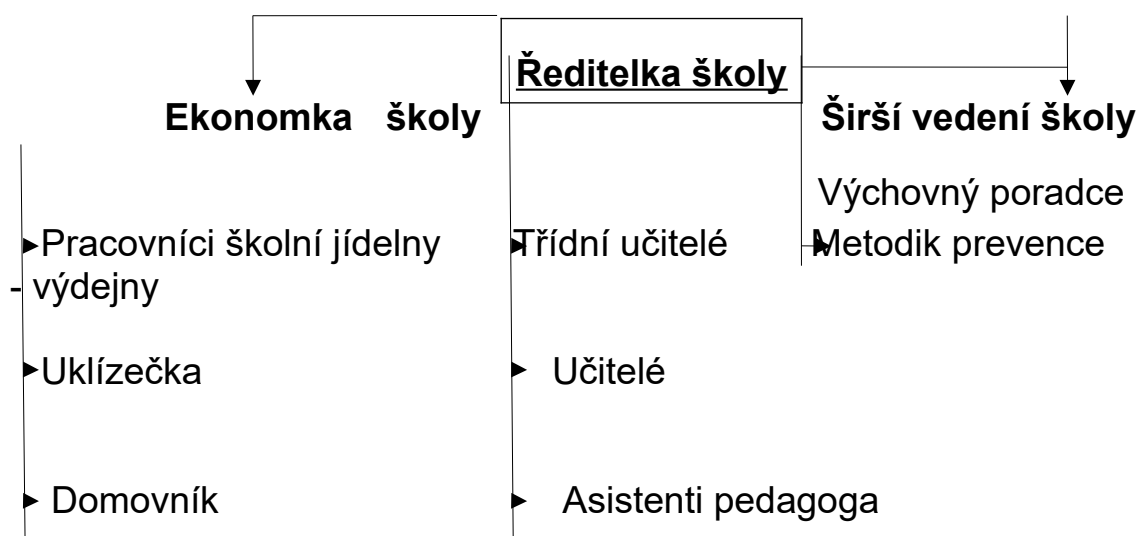 Ředitelka školy
Ekonomka školy
Širší vedení školy
Výchovný poradce
Pracovníci školní jídelny
- výdejny
Třídní učitelé
Metodik prevence
Uklízečka
Učitelé
Domovník
Asistenti pedagoga